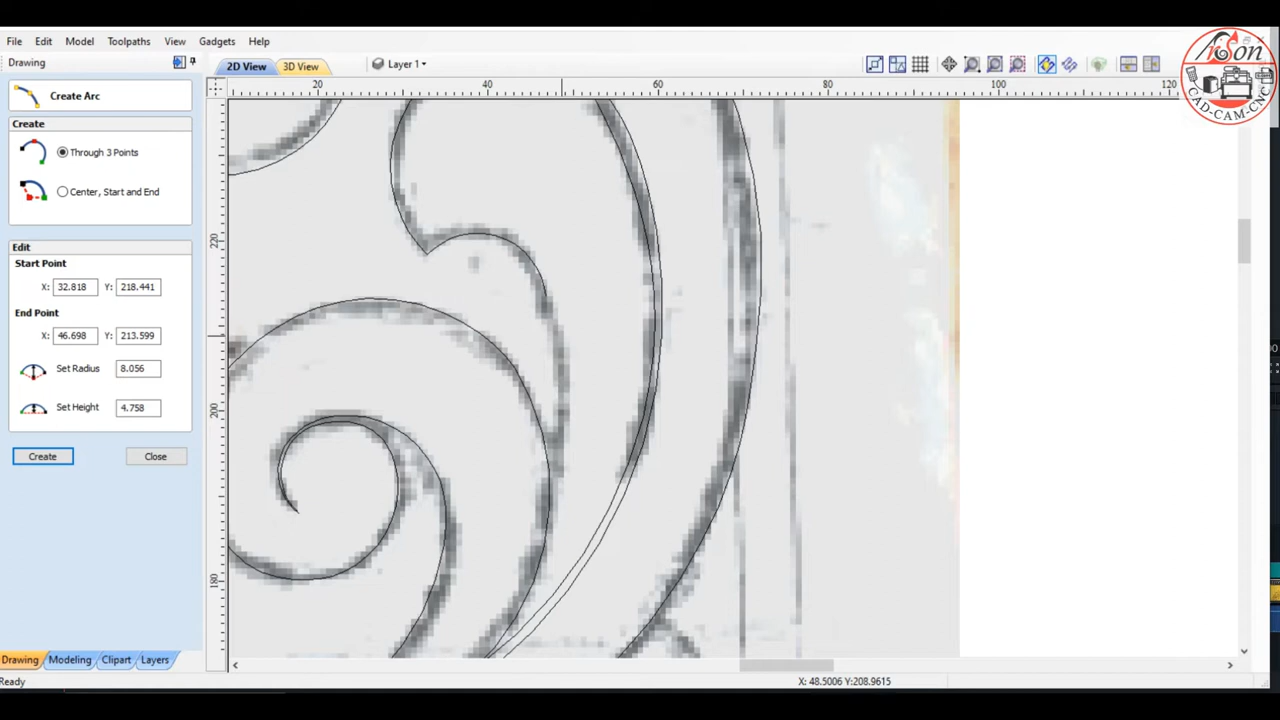 File Edit Model Toolpaths View Gadgets Help
Drawing
2D View 3D View Layer 1
Create Arc
Create
Through 3 Points
Center, Start and End
Edit
Start Point
X: 32.818 Y: 218.441
End Point
X: 46.698 Y: 213.599
Set Radius 8.056
Set Height 4.758
Create Close
20 40 60 80 120
220
200
180
Drawing Modeling Clipart Layers
Ready
X: 48.5006 Y:208.9615
CAD-CAM-CNC